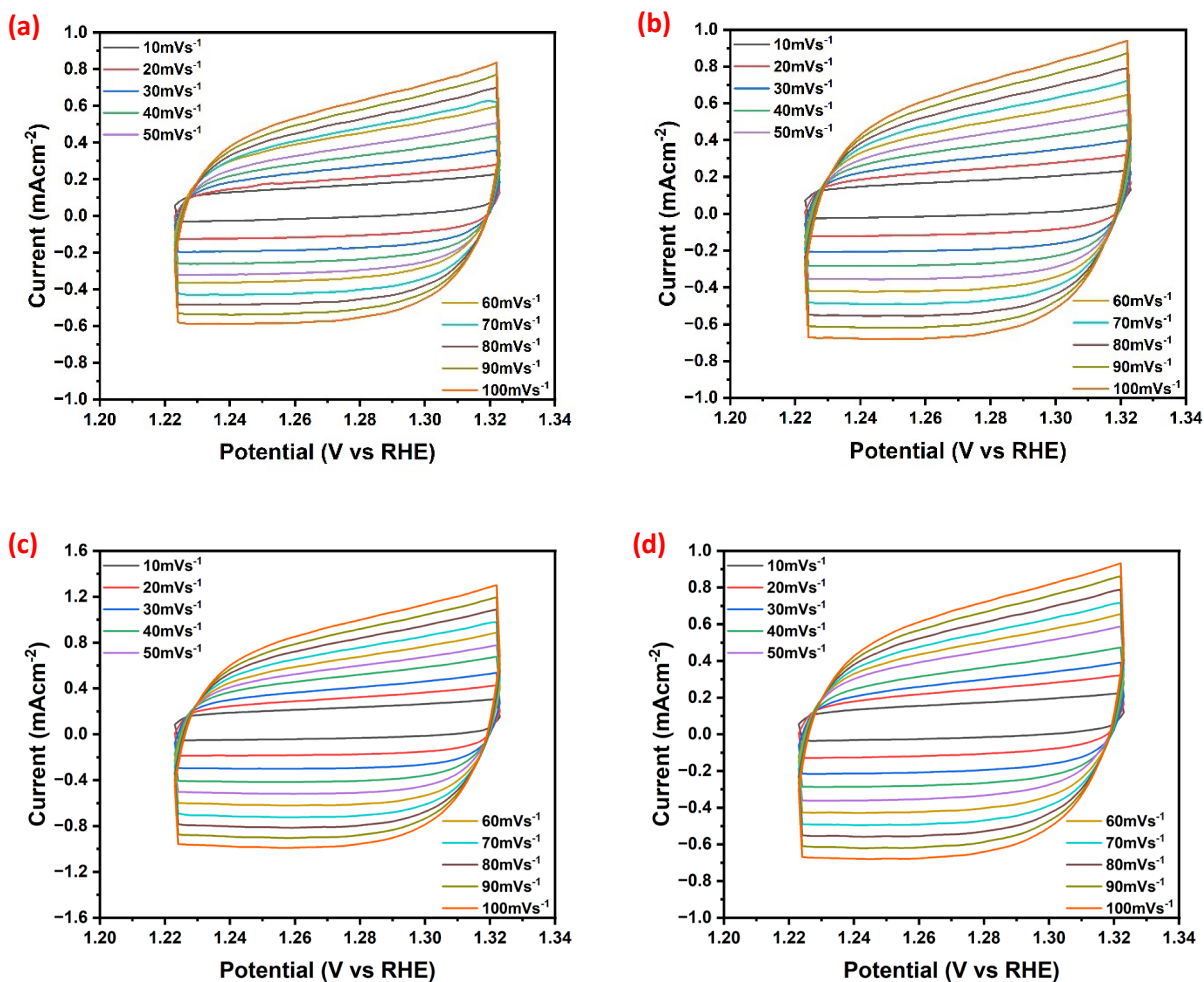 (a)
1.0
0.8
0.6
0.4
0.2
0.0
−0.2
−0.4
−0.6
−0.8
−1.0
Current (mAcm⁻²)
10mVs⁻¹
20mVs⁻¹
30mVs⁻¹
40mVs⁻¹
50mVs⁻¹
60mVs⁻¹
70mVs⁻¹
80mVs⁻¹
90mVs⁻¹
100mVs⁻¹
1.20 1.22 1.24 1.26 1.28 1.30 1.32 1.34
Potential (V vs RHE)
(b)
1.0
0.8
0.6
0.4
0.2
0.0
−0.2
−0.4
−0.6
−0.8
−1.0
Current (mAcm⁻²)
10mVs⁻¹
20mVs⁻¹
30mVs⁻¹
40mVs⁻¹
50mVs⁻¹
60mVs⁻¹
70mVs⁻¹
80mVs⁻¹
90mVs⁻¹
100mVs⁻¹
1.20 1.22 1.24 1.26 1.28 1.30 1.32 1.34
Potential (V vs RHE)
(c)
1.6
1.2
0.8
0.4
0.0
−0.4
−0.8
−1.2
−1.6
Current (mAcm⁻²)
10mVs⁻¹
20mVs⁻¹
30mVs⁻¹
40mVs⁻¹
50mVs⁻¹
60mVs⁻¹
70mVs⁻¹
80mVs⁻¹
90mVs⁻¹
100mVs⁻¹
1.20 1.22 1.24 1.26 1.28 1.30 1.32 1.34
Potential (V vs RHE)
(d)
1.0
0.8
0.6
0.4
0.2
0.0
−0.2
−0.4
−0.6
−0.8
−1.0
Current (mAcm⁻²)
10mVs⁻¹
20mVs⁻¹
30mVs⁻¹
40mVs⁻¹
50mVs⁻¹
60mVs⁻¹
70mVs⁻¹
80mVs⁻¹
90mVs⁻¹
100mVs⁻¹
1.20 1.22 1.24 1.26 1.28 1.30 1.32 1.34
Potential (V vs RHE)